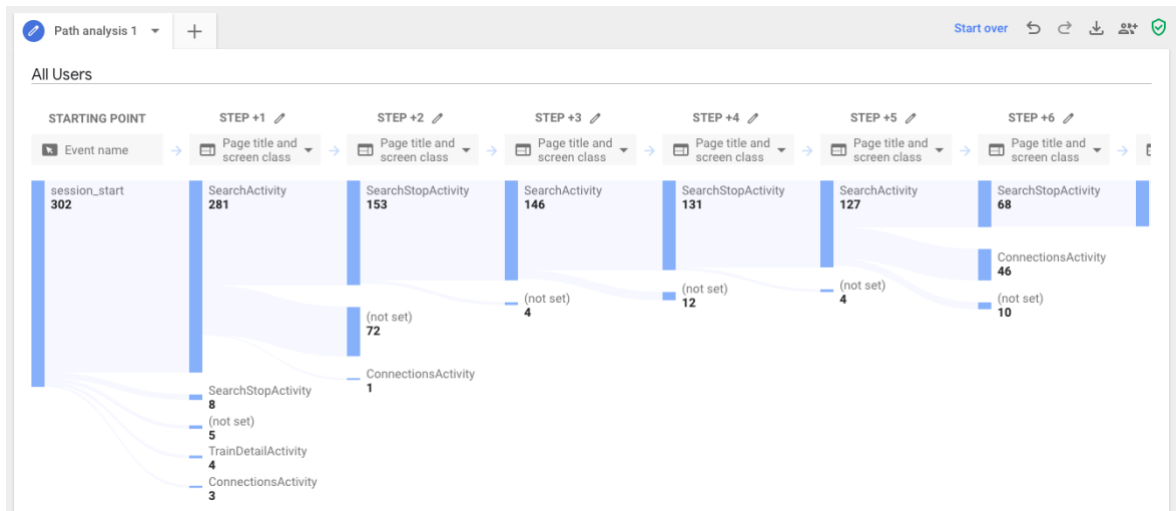 Path analysis 1
Start over
All Users
STARTING POINT
STEP +1
STEP +2
STEP +3
STEP +4
STEP +5
STEP +6
Event name
Page title and
screen class
Page title and
screen class
Page title and
screen class
Page title and
screen class
Page title and
screen class
Page title and
screen class
session_start
302
SearchActivity
281
SearchStopActivity
8
(not set)
5
TrainDetailActivity
4
ConnectionsActivity
3
SearchStopActivity
153
(not set)
72
ConnectionsActivity
1
SearchActivity
146
(not set)
4
SearchStopActivity
131
(not set)
12
SearchActivity
127
(not set)
4
SearchStopActivity
68
ConnectionsActivity
46
(not set)
10